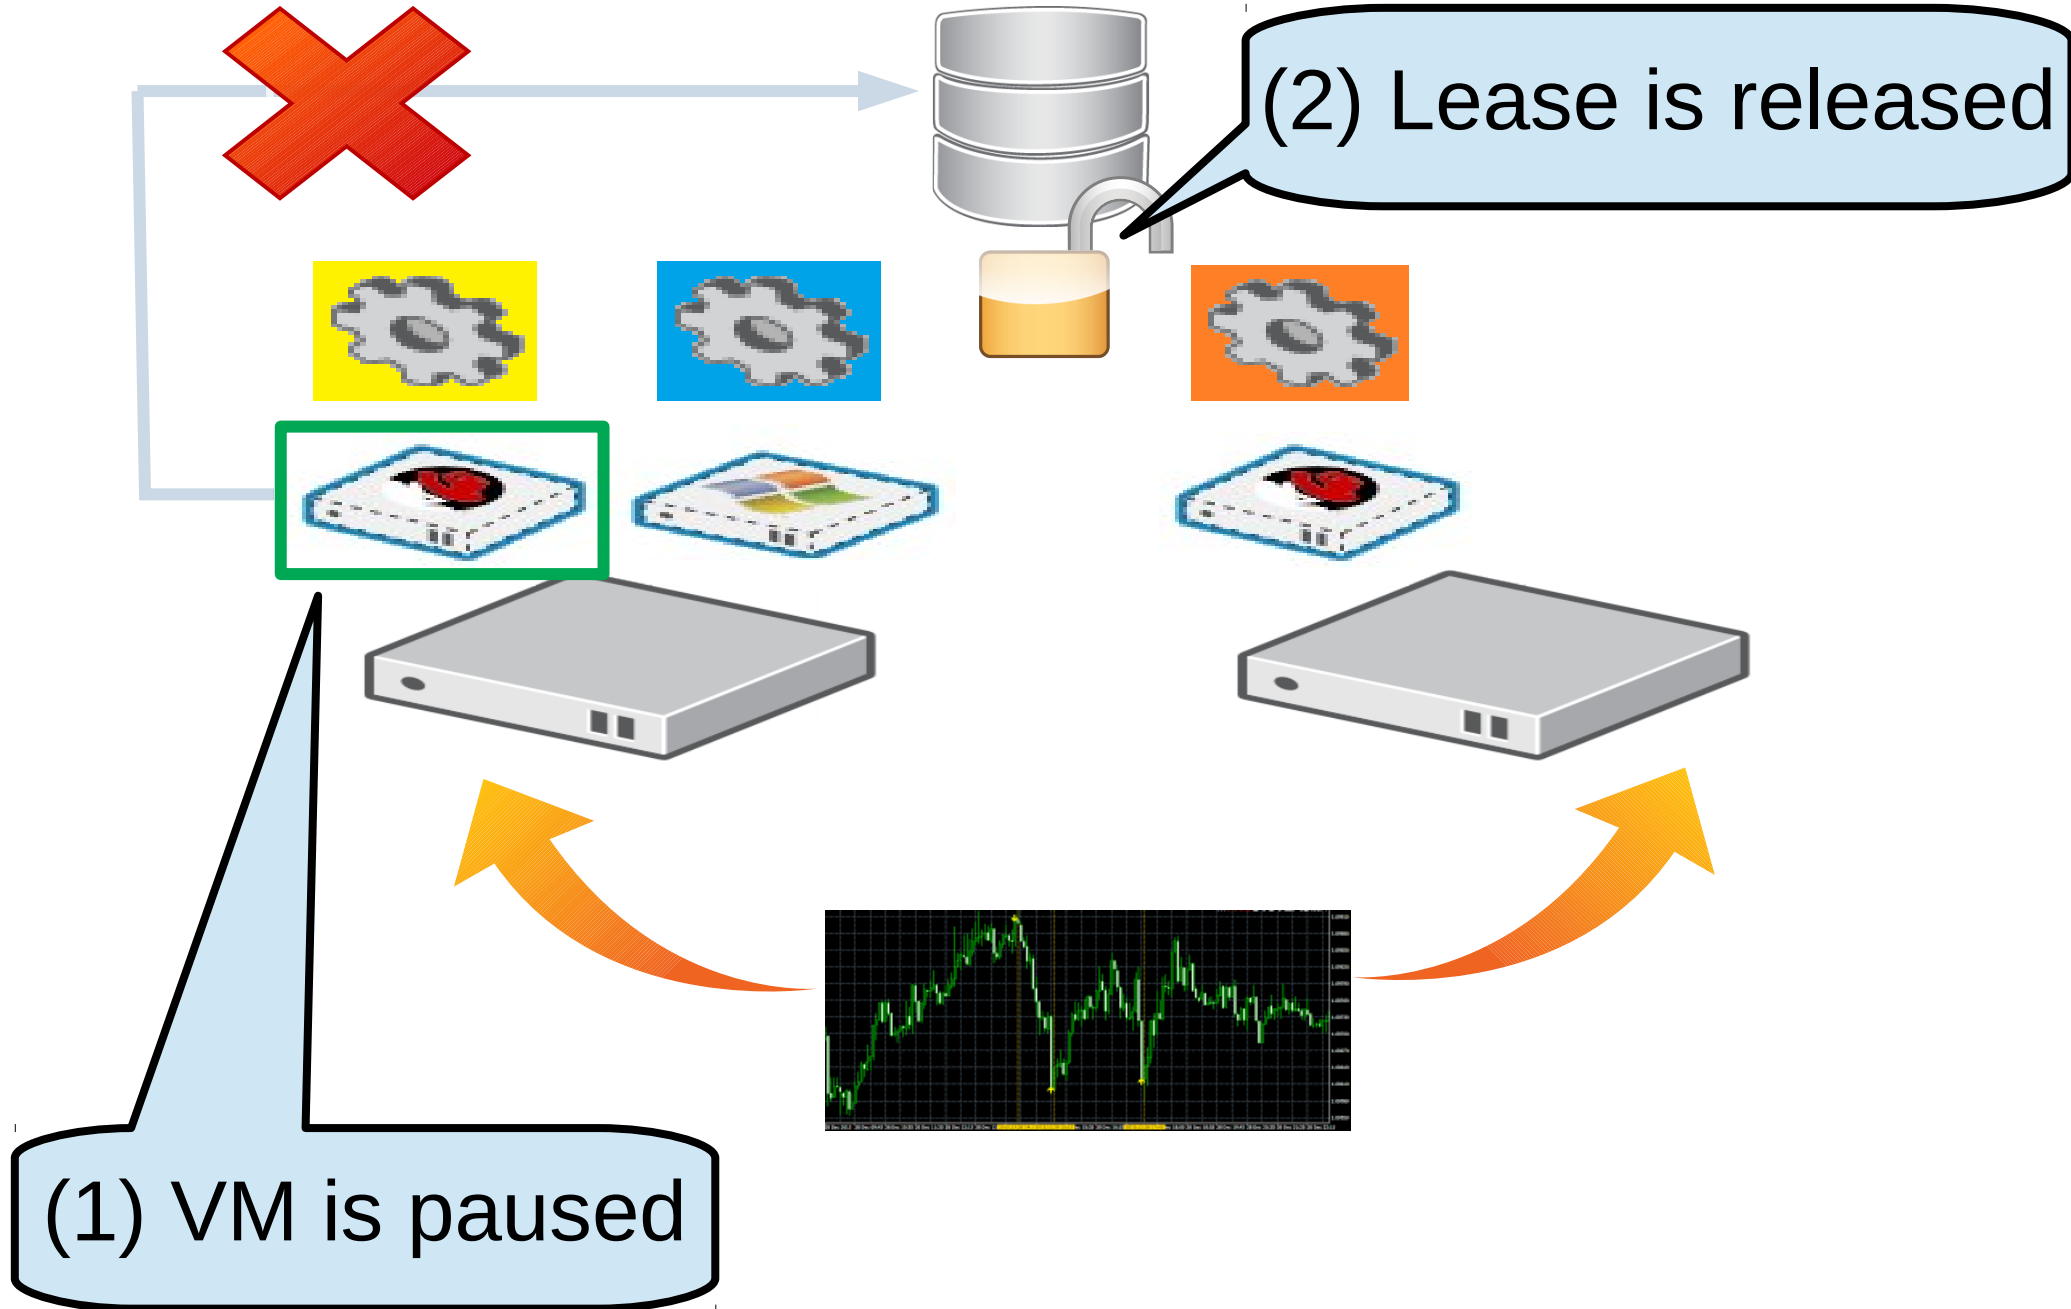 (2) Lease is released
(1) VM is paused